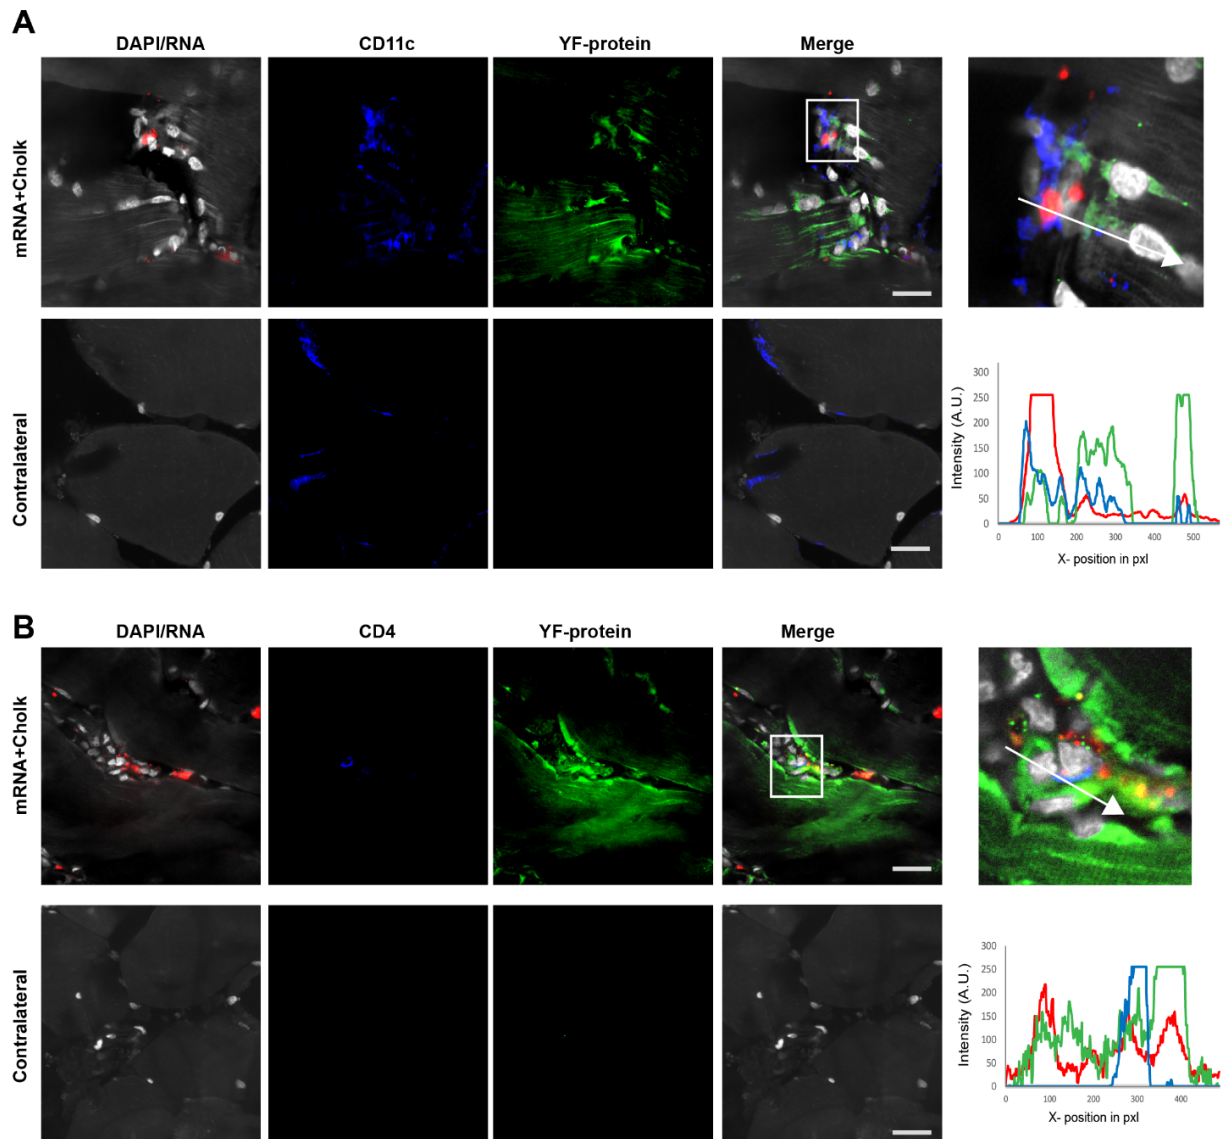 A
DAPI/RNA CD11c YF-protein Merge
mRNA+Cholk
Contralateral
300
250
200
150
100
50
0
Intensity (A.U.)
0 100 200 300 400 500
X- position in pxl
B
DAPI/RNA CD4 YF-protein Merge
mRNA+Cholk
Contralateral
300
250
200
150
100
50
0
Intensity (A.U.)
0 100 200 300 400
X- position in pxl